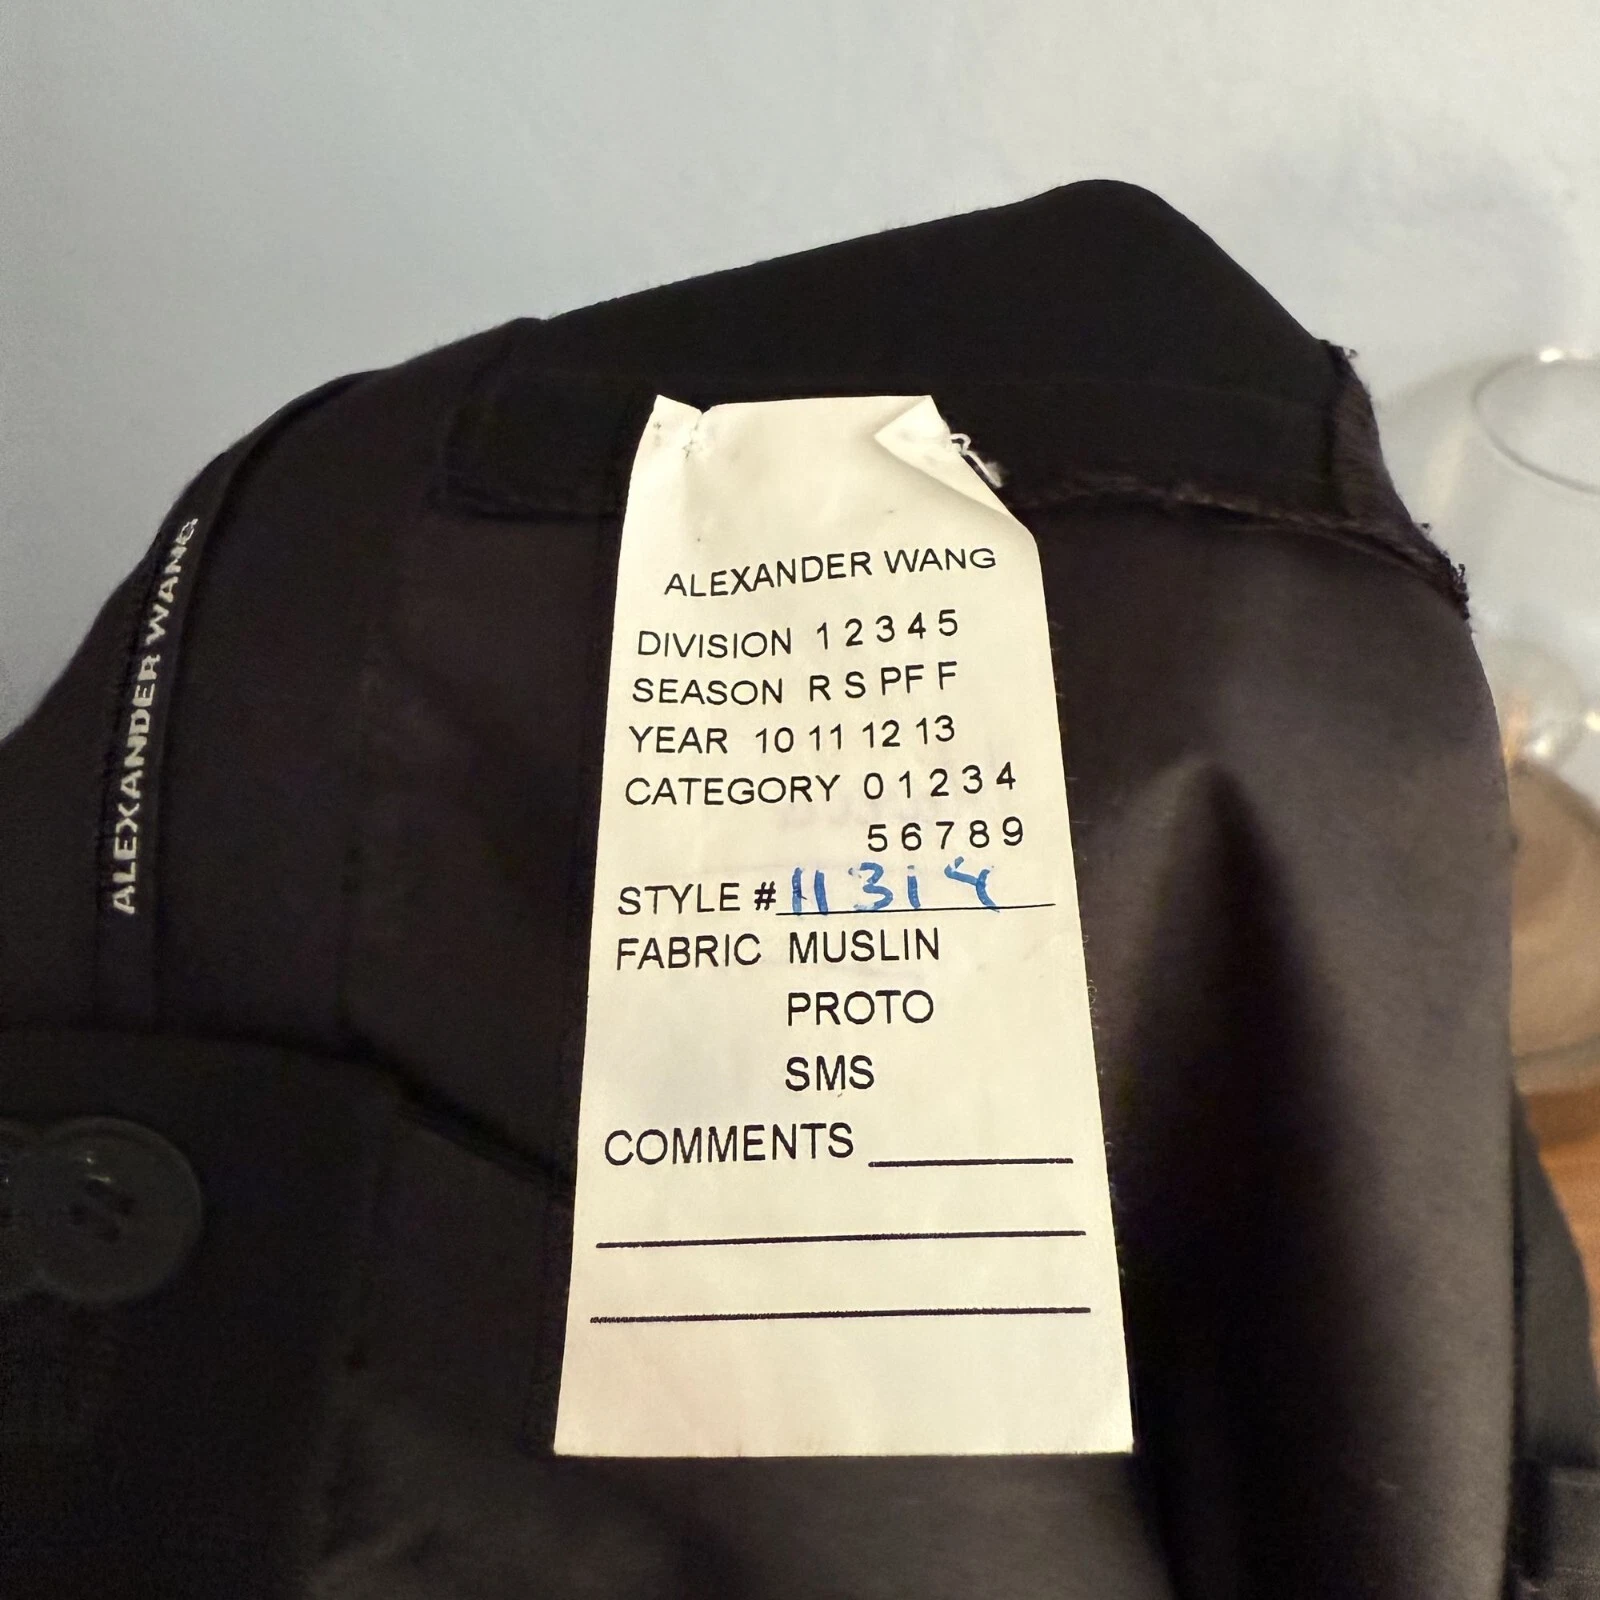 ALEXANDER WANG
ALEXANDER WANG
DIVISION 1 2 3 4 5
SEASON R S PF F
YEAR 10 11 12 13
CATEGORY 0 1 2 3 4
5 6 7 8 9
STYLE # 11314
FABRIC MUSLIN
PROTO
SMS
COMMENTS